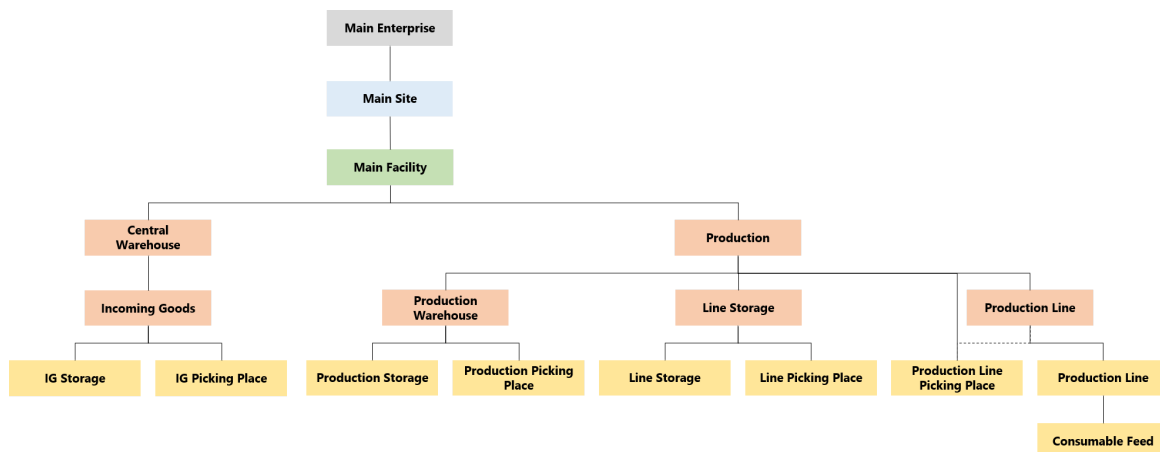 Main Enterprise
Main Site
Main Facility
Central
Warehouse
Production
Incoming Goods
Production
Warehouse
Line Storage
Production Line
IG Storage
IG Picking Place
Production Storage
Production Picking
Place
Line Storage
Line Picking Place
Production Line
Picking Place
Production Line
Consumable Feed